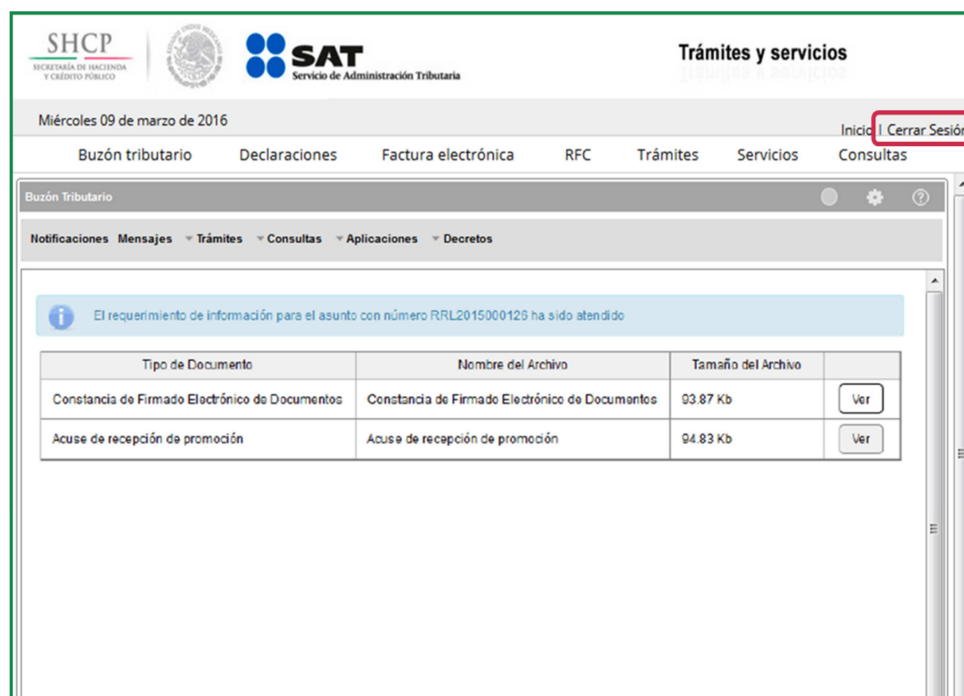 SHCP
SECRETARÍA DE HACIENDA
Y CRÉDITO PÚBLICO
SAT
Servicio de Administración Tributaria
Trámites y servicios
Miércoles 09 de marzo de 2016
Inicio | Cerrar Sesión
Buzón tributario Declaraciones Factura electrónica RFC Trámites Servicios Consultas
Buzón Tributario
Notificaciones Mensajes Trámites Consultas Aplicaciones Decretos
El requerimiento de información para el asunto con número RRL2015000126 ha sido atendido
Tipo de Documento Nombre del Archivo Tamaño del Archivo
Constancia de Firmado Electrónico de Documentos Constancia de Firmado Electrónico de Documentos 93.87 Kb Ver
Acuse de recepción de promoción Acuse de recepción de promoción 94.83 Kb Ver